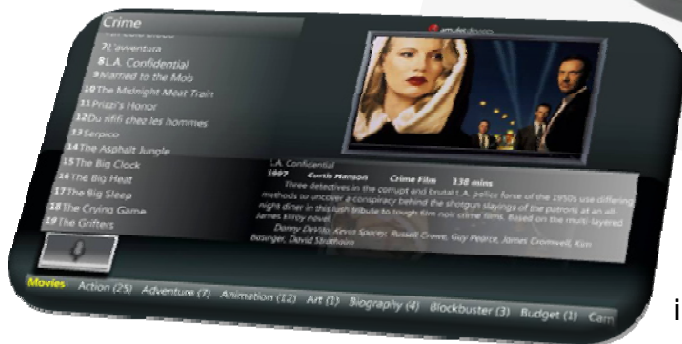 Crime
7 L'avventura
8 L.A. Confidential
9 Married to the Mob
10 The Midnight Meat Train
11 Prizzi's Honor
12 Du rififi chez les hommes
13 Serpico
14 The Asphalt Jungle
15 The Big Clock
16 The Big Heat
17 The Big Sleep
18 The Crying Game
19 The Grifters
amulet devices
L.A. Confidential
1997 Curtis Hanson Crime Film 138 mins
Three detectives in the corrupt and brutal L.A. police force of the 1950s use differing
methods to uncover a conspiracy behind the shotgun slayings of the patrons at an all
night diner in this lush tribute to tough film noir crime films. Based on the multi-layered
James Ellroy novel
Danny DeVito, Kevin Spacey, Russell Crowe, Guy Pearce, James Cromwell, Kim
Basinger, David Strathairn
Movies Action (25) Adventure (7) Animation (12) Art (1) Biography (4) Blockbuster (3) Budget (1) Cam
i